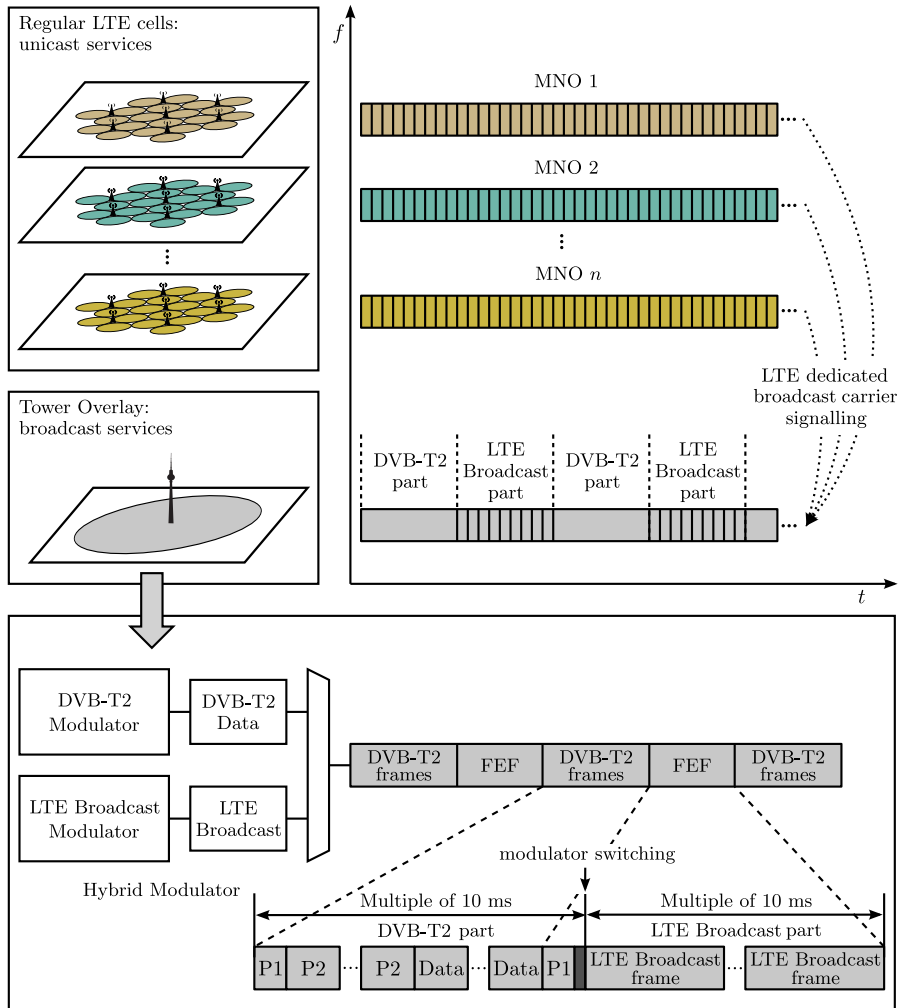 Regular LTE cells:
unicast services
f
MNO 1
...
MNO 2
...
...
MNO n
...
LTE dedicated
broadcast carrier
signalling
Tower Overlay:
broadcast services
DVB-T2
part
LTE
Broadcast
part
DVB-T2
part
LTE
Broadcast
part
...
t
DVB-T2
Modulator
DVB-T2
Data
LTE Broadcast
Modulator
LTE
Broadcast
DVB-T2
frames
FEF
DVB-T2
frames
FEF
DVB-T2
frames
modulator switching
Hybrid Modulator
Multiple of 10 ms
Multiple of 10 ms
DVB-T2 part
LTE Broadcast part
P1
P2
...
P2
Data
...
Data
P1
LTE Broadcast
frame
...
LTE Broadcast
frame